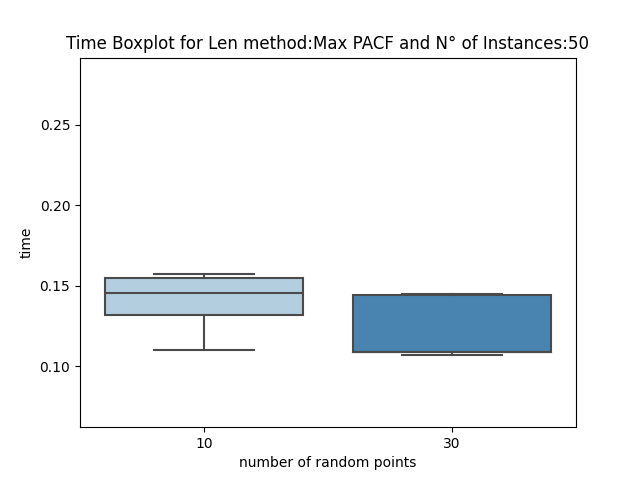 Time Boxplot for Len method:Max PACF and N° of Instances:50
0.25
0.20
0.15
0.10
time
10 30
number of random points